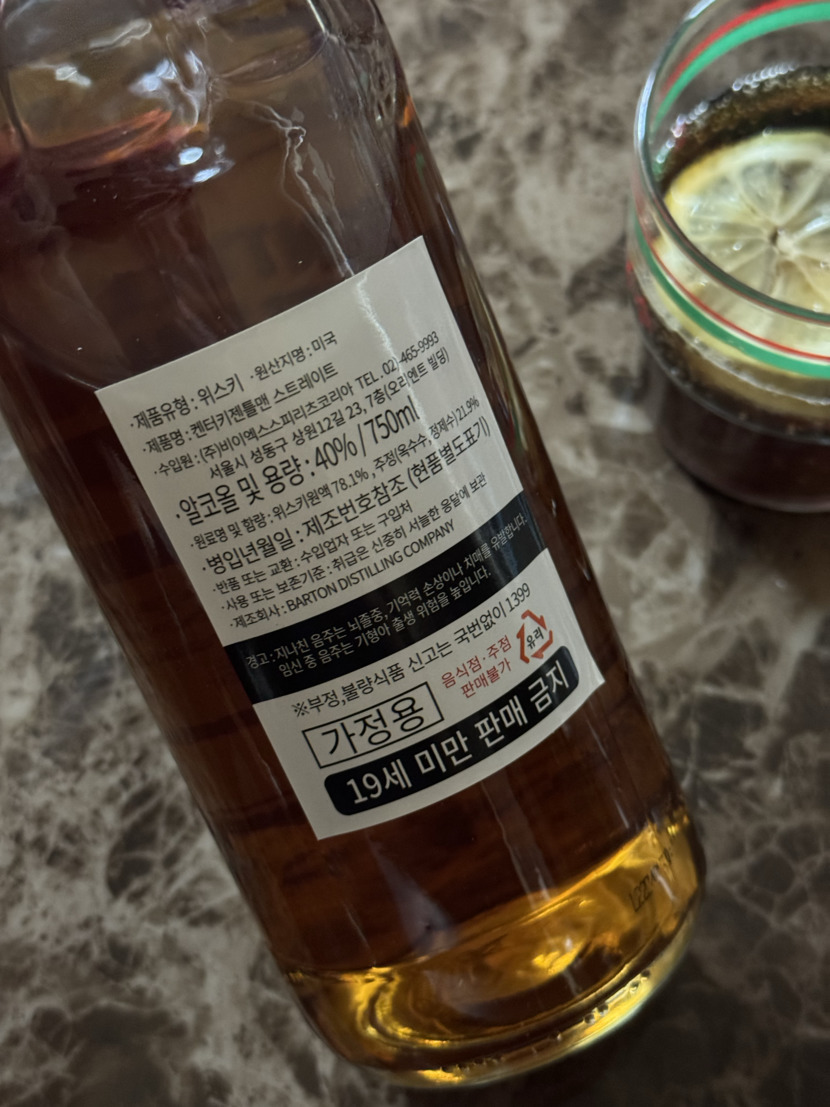 ·제품유형 : 위스키 ·원산지명 : 미국
·제품명 : 켄터키젠틀맨 스트레이트
·수입원 : (주)비이엑스스피리츠코리아 TEL. 02)465-9993
서울시 성동구 상원12길 23, 7층(오리엔트 빌딩)
·알코올 및 용량 : 40% / 750ml
·원료명 및 함량 : 위스키원액 78.1% , 주정(옥수수,정제수)21.9%
·병입년월일 : 제조번호참조 (현품별도표기)
·반품 또는 교환 : 수입업자 또는 구입처
·사용 또는 보존기준 : 취급은 신중히 서늘한 응달에 보관
·제조회사 : BARTON DISTILLING COMPANY
경고 : 지나친 음주는 뇌졸중, 기억력 손상이나 치매를 유발합니다.
임신 중 음주는 기형아 출생 위험을 높입니다.
※부정,불량식품 신고는 국번없이 1399
가정용
음식점·주점
판매불가
유리
19세 미만 판매 금지